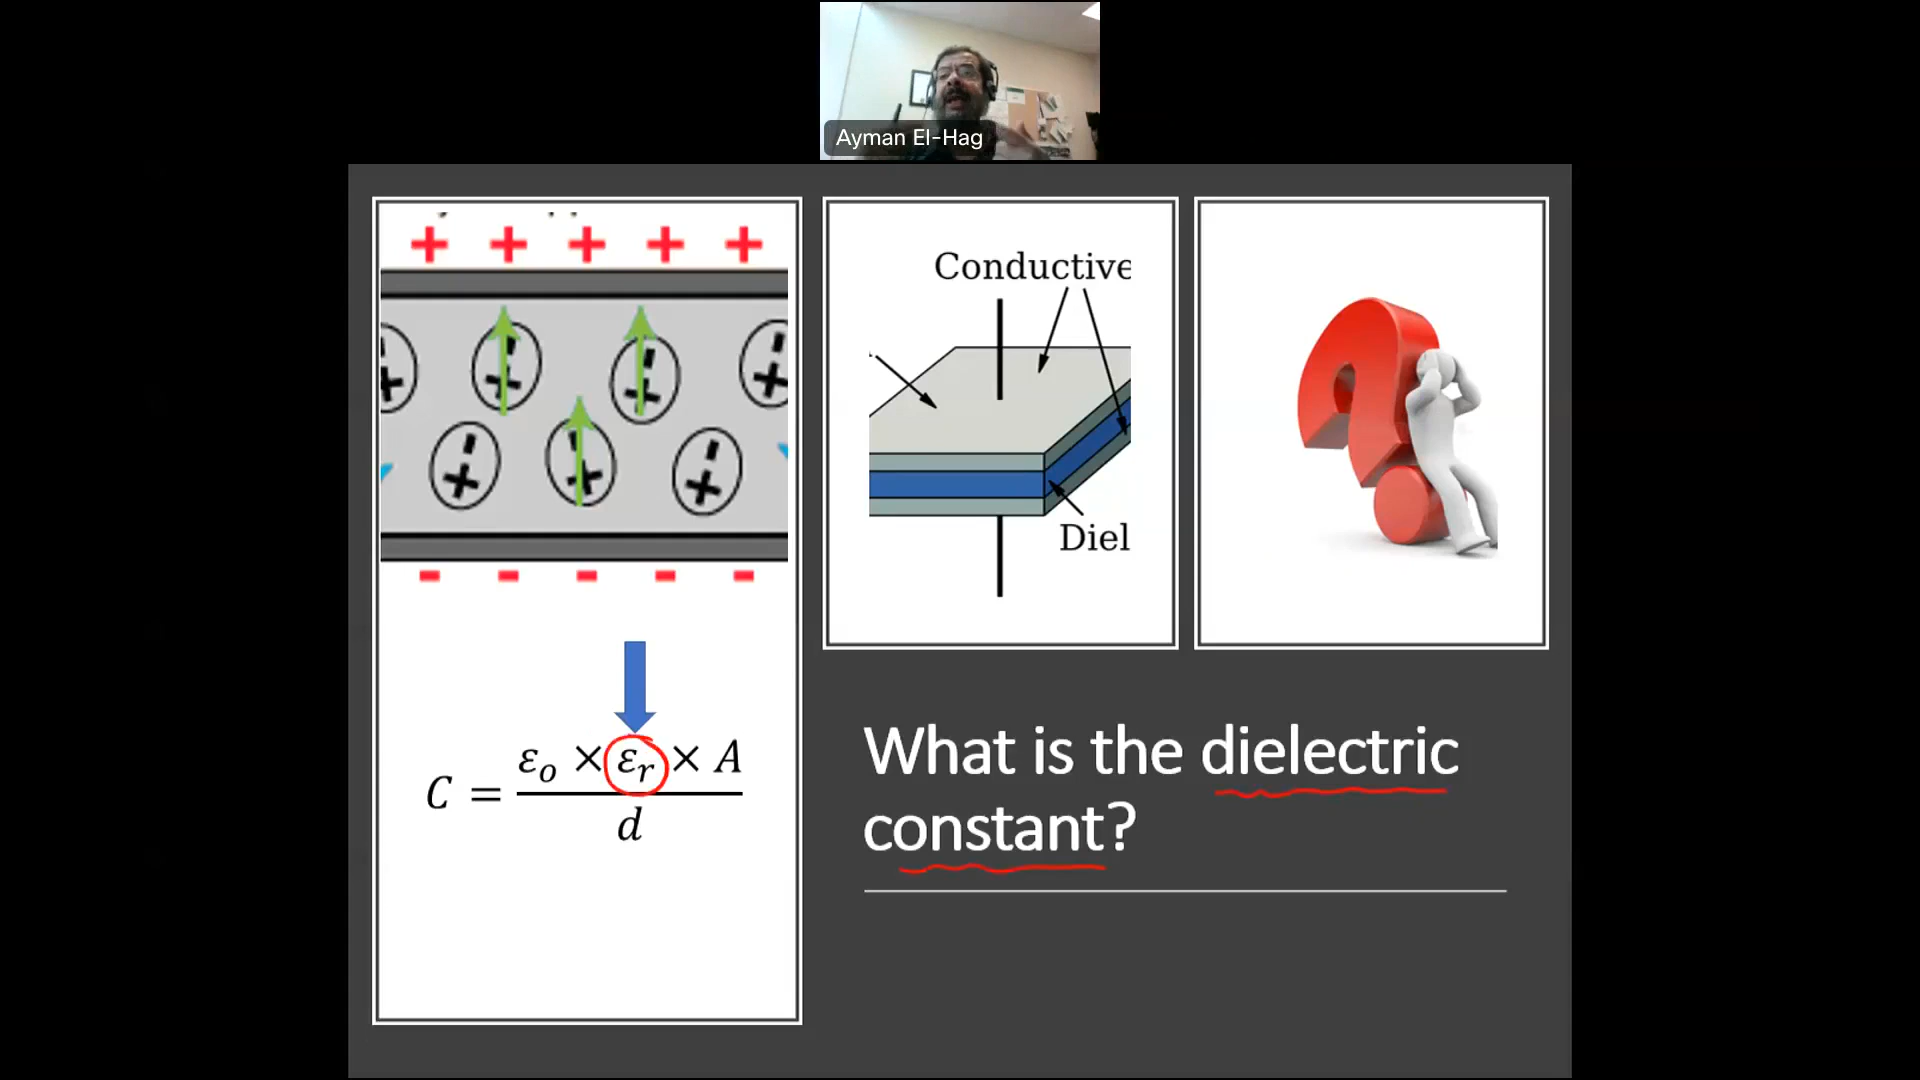 Ayman El-Hag
+ + + + +
- - - - -
C = εo × εr × A / d
Conductive
Diel
What is the dielectric
constant?